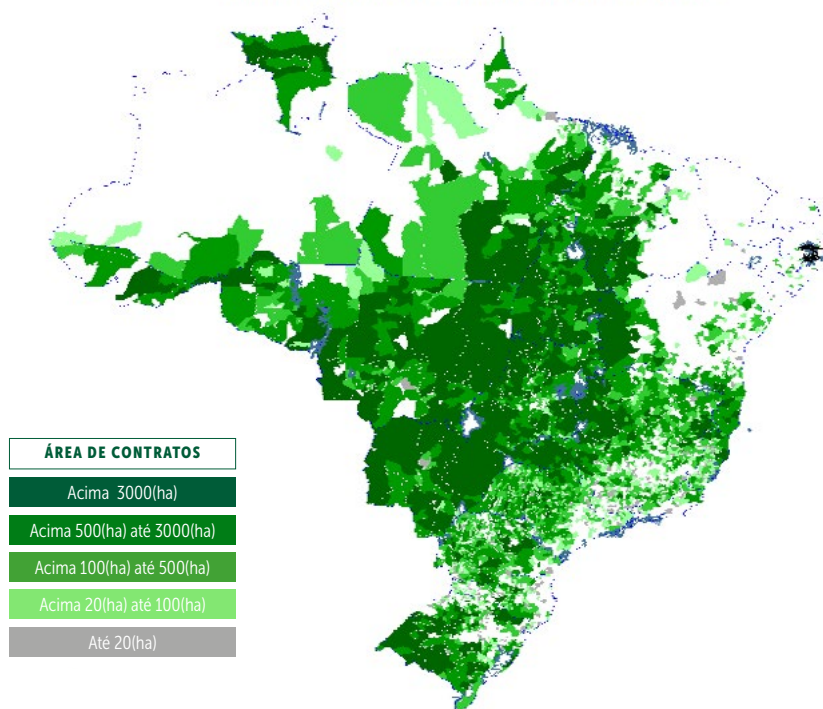 ÁREA DE CONTRATOS
Acima 3000(ha)
Acima 500(ha) até 3000(ha)
Acima 100(ha) até 500(ha)
Acima 20(ha) até 100(ha)
Até 20(ha)